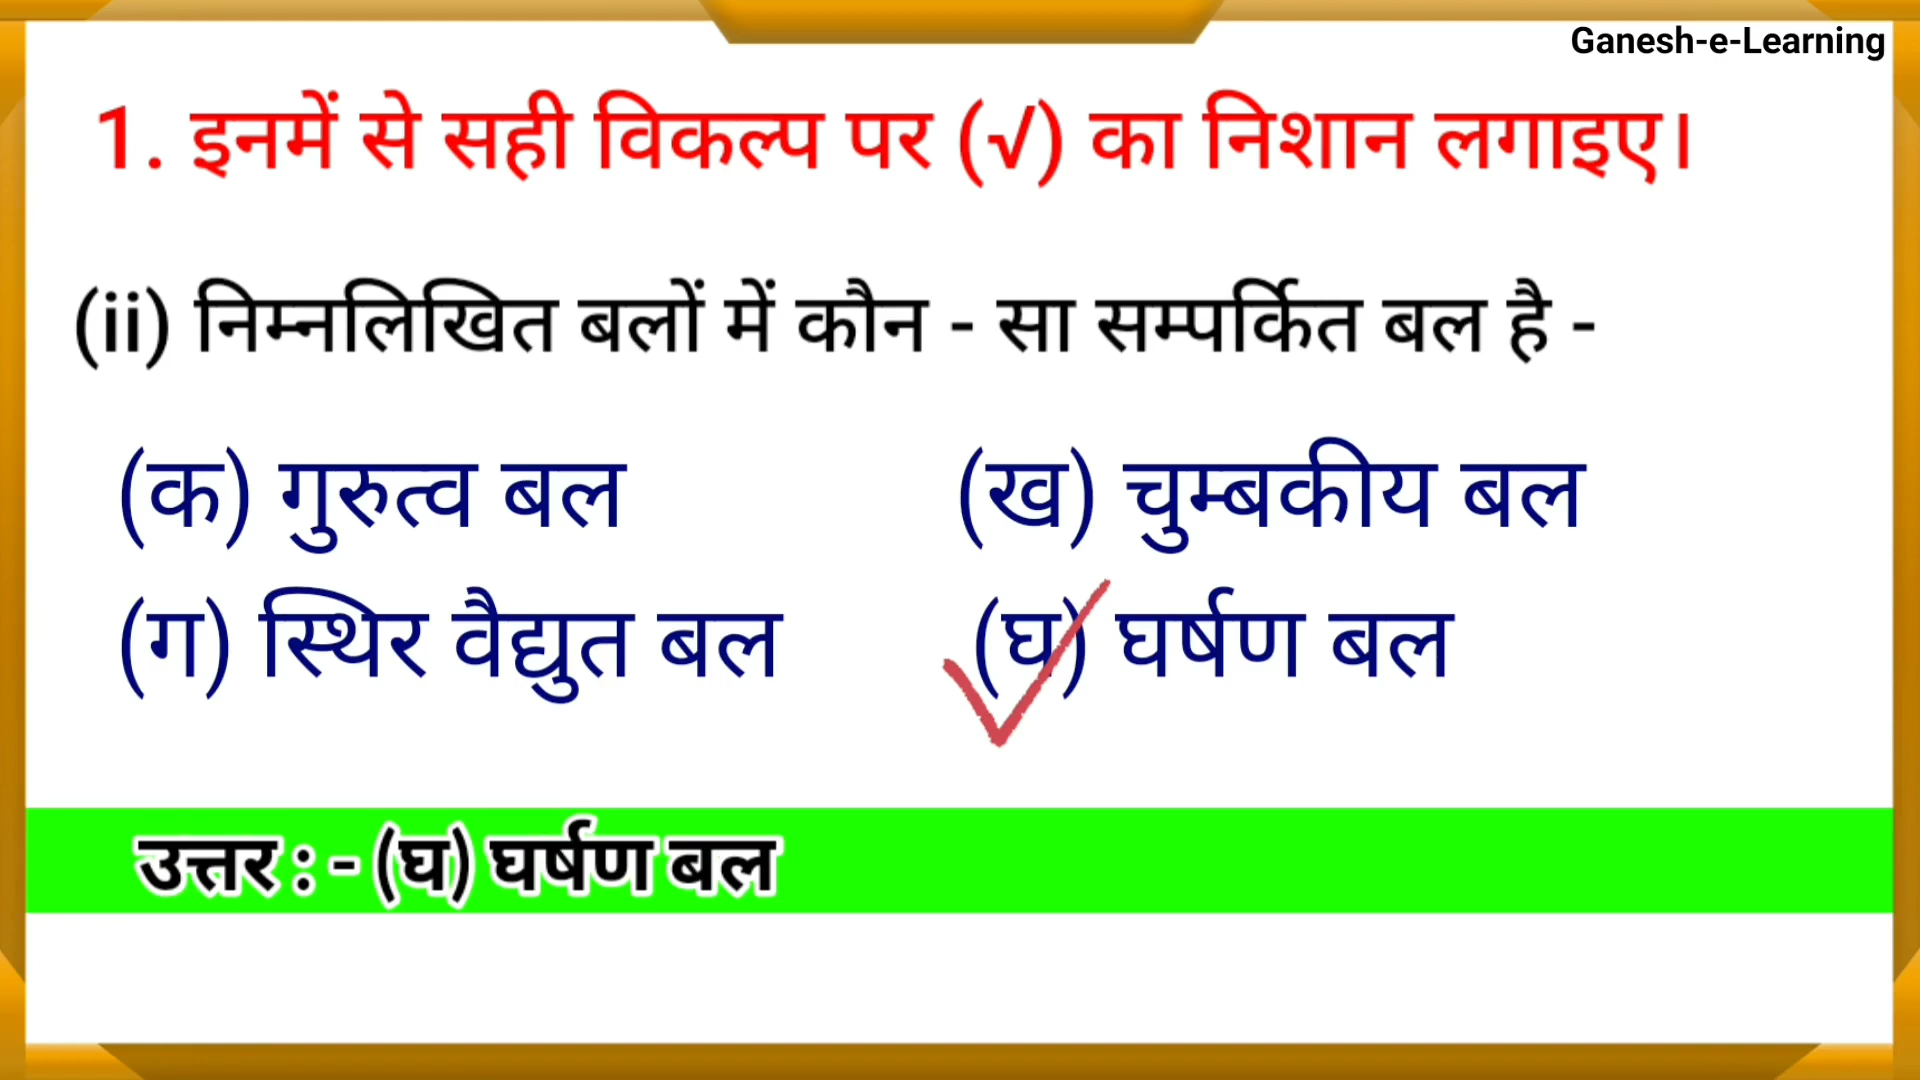 Ganesh-e-Learning
1. इनमें से सही विकल्प पर (√) का निशान लगाइए।
(ii) निम्नलिखित बलों में कौन - सा सम्पर्कित बल है -
(क) गुरुत्व बल (ख) चुम्बकीय बल
(ग) स्थिर वैद्युत बल (घ) घर्षण बल
उत्तर : - (घ) घर्षण बल